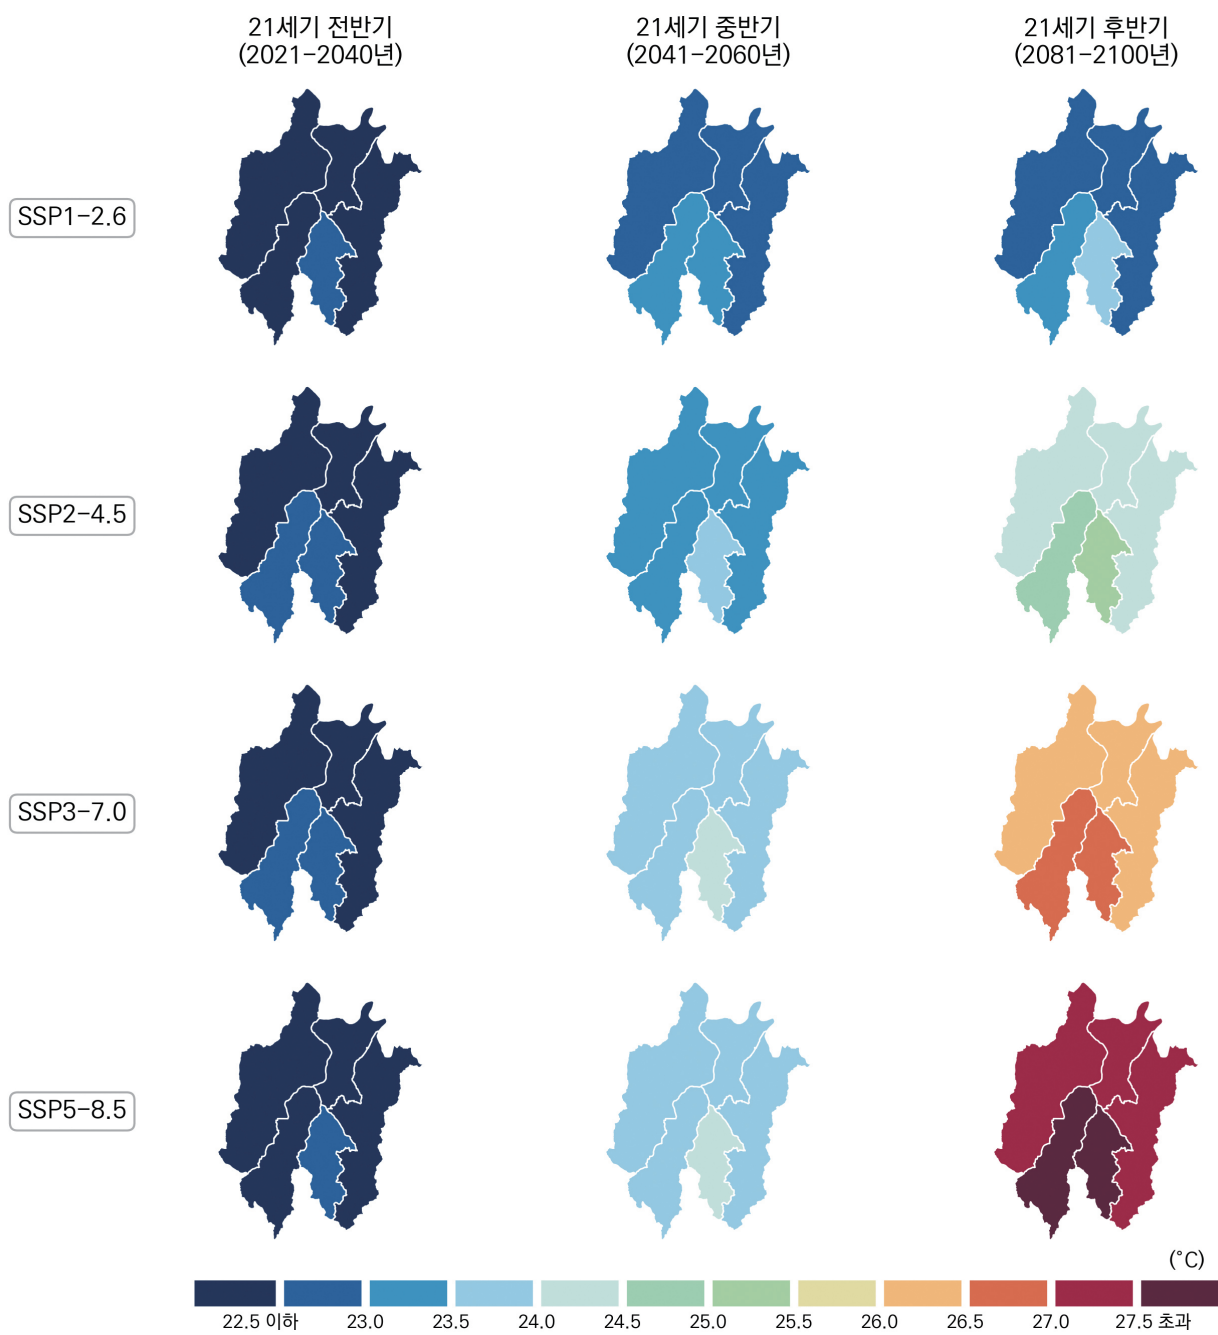 21세기 전반기
(2021-2040년)
21세기 중반기
(2041-2060년)
21세기 후반기
(2081-2100년)
SSP1-2.6
SSP2-4.5
SSP3-7.0
SSP5-8.5
(°C)
22.5 이하 23.0 23.5 24.0 24.5 25.0 25.5 26.0 26.5 27.0 27.5 초과